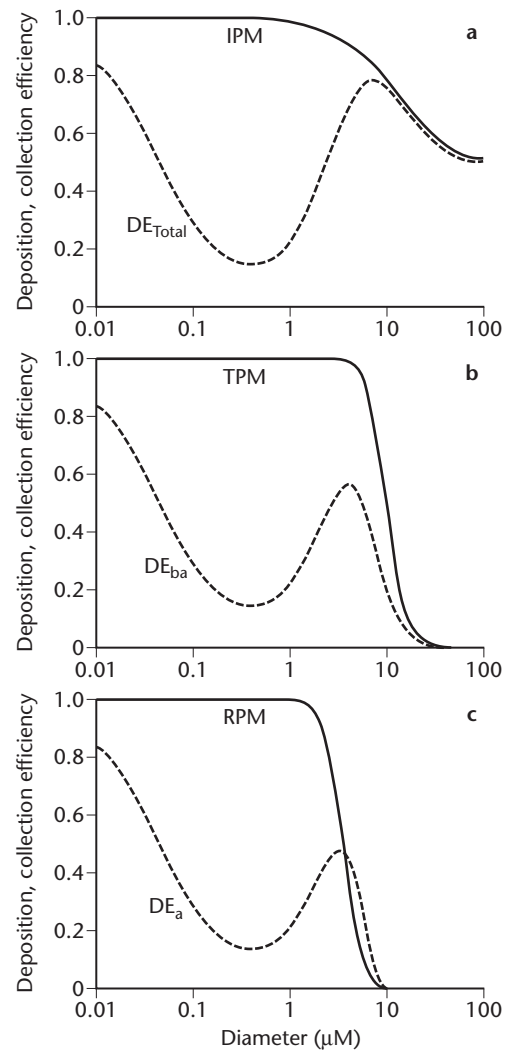 Deposition, collection efficiency
1.0
0.8
0.6
0.4
0.2
0
IPM
a
DE_Total
0.01 0.1 1 10 100
Deposition, collection efficiency
1.0
0.8
0.6
0.4
0.2
0
TPM
b
DE_ba
0.01 0.1 1 10 100
Deposition, collection efficiency
1.0
0.8
0.6
0.4
0.2
0
RPM
c
DE_a
0.01 0.1 1 10 100
Diameter (μM)